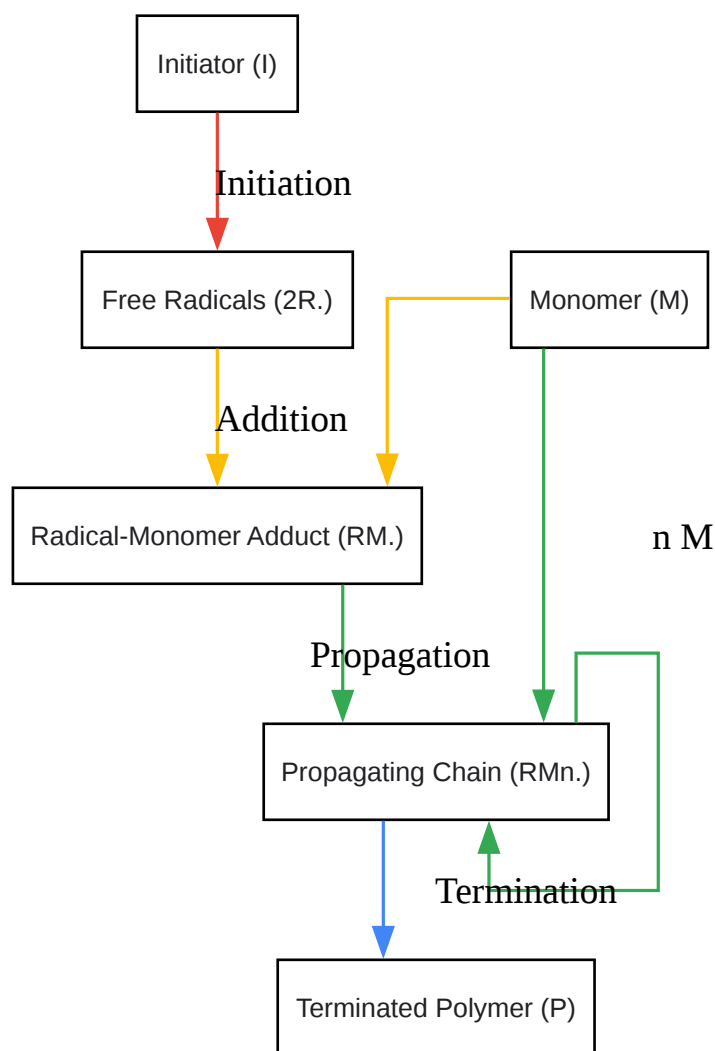 Initiator (I)
Initiation
Free Radicals (2R.)
Monomer (M)
Addition
Radical-Monomer Adduct (RM.)
n M
Propagation
Propagating Chain (RMn.)
Termination
Terminated Polymer (P)